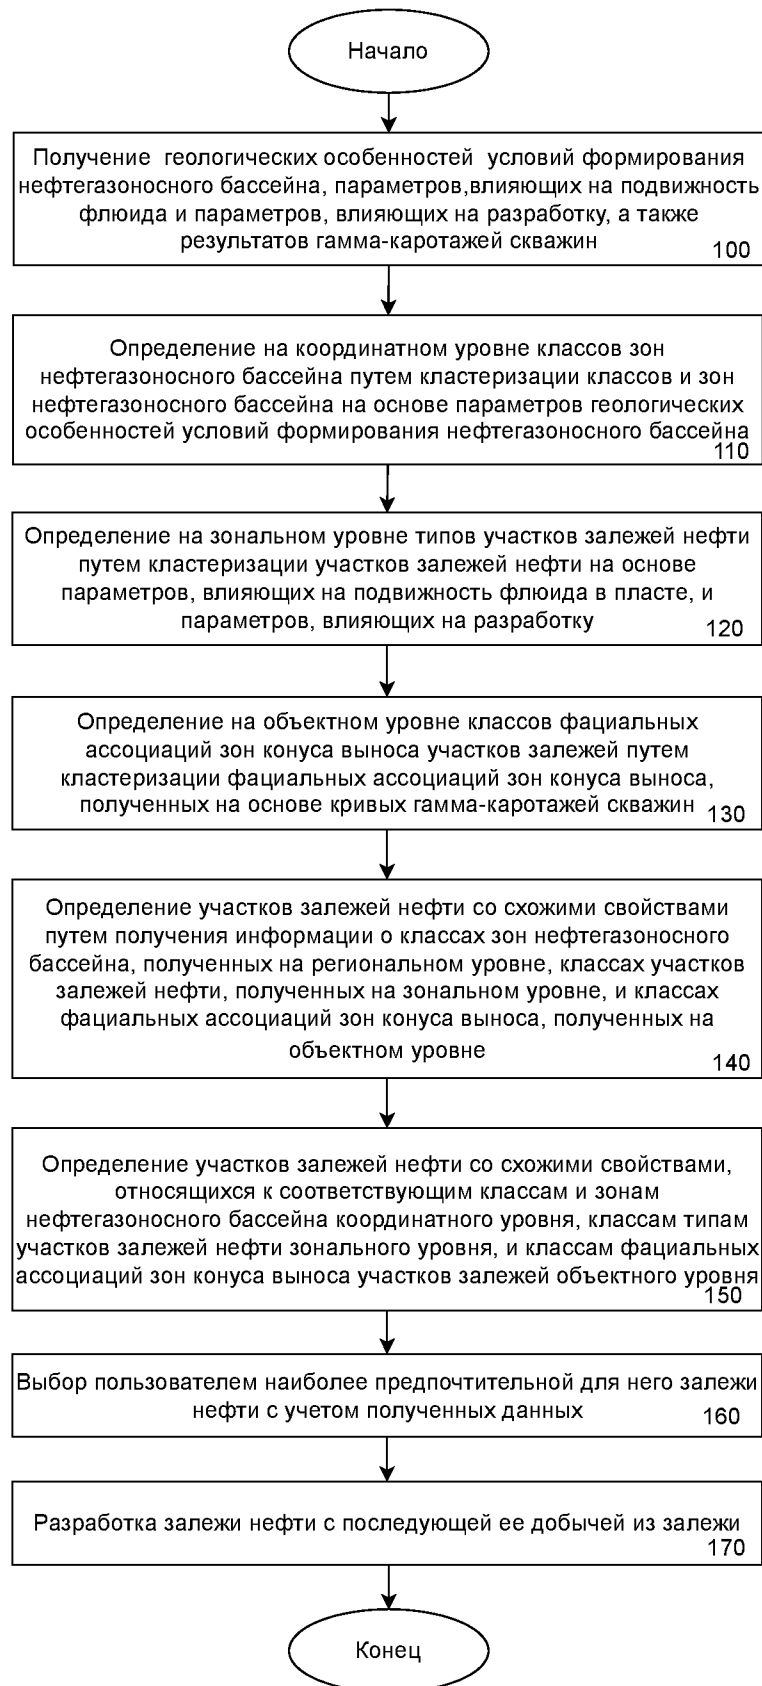 Начало
Получение геологических особенностей условий формирования
нефтегазоносного бассейна, параметров,влияющих на подвижность
флюида и параметров, влияющих на разработку, а также
результатов гамма-каротажей скважин
100
Определение на координатном уровне классов зон
нефтегазоносного бассейна путем кластеризации классов и зон
нефтегазоносного бассейна на основе параметров геологических
особенностей условий формирования нефтегазоносного бассейна
110
Определение на зональном уровне типов участков залежей нефти
путем кластеризации участков залежей нефти на основе
параметров, влияющих на подвижность флюида в пласте, и
параметров, влияющих на разработку
120
Определение на объектном уровне классов фациальных
ассоциаций зон конуса выноса участков залежей путем
кластеризации фациальных ассоциаций зон конуса выноса,
полученных на основе кривых гамма-каротажей скважин
130
Определение участков залежей нефти со схожими свойствами
путем получения информации о классах зон нефтегазоносного
бассейна, полученных на региональном уровне, классах участков
залежей нефти, полученных на зональном уровне, и классах
фациальных ассоциаций зон конуса выноса, полученных на
объектном уровне
140
Определение участков залежей нефти со схожими свойствами,
относящихся к соответствующим классам и зонам
нефтегазоносного бассейна координатного уровня, классам типам
участков залежей нефти зонального уровня, и классам фациальных
ассоциаций зон конуса выноса участков залежей объектного уровня
150
Выбор пользователем наиболее предпочтительной для него залежи
нефти с учетом полученных данных
160
Разработка залежи нефти с последующей ее добычей из залежи
170
Конец